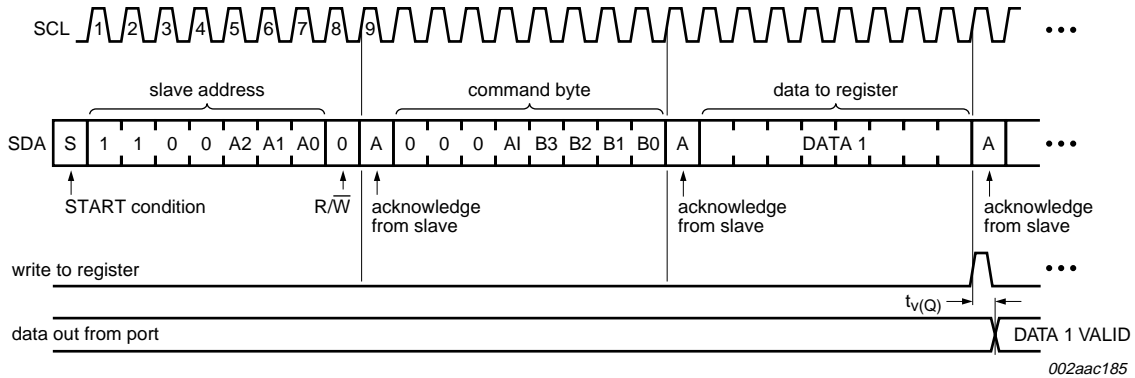 SCL 1 2 3 4 5 6 7 8 9 •••
slave address command byte data to register
SDA S 1 1 0 0 A2 A1 A0 0 A 0 0 0 AI B3 B2 B1 B0 A DATA 1 A •••
START condition R/W̅ acknowledge from slave acknowledge from slave acknowledge from slave
write to register •••
tv(Q)
data out from port DATA 1 VALID
002aac185